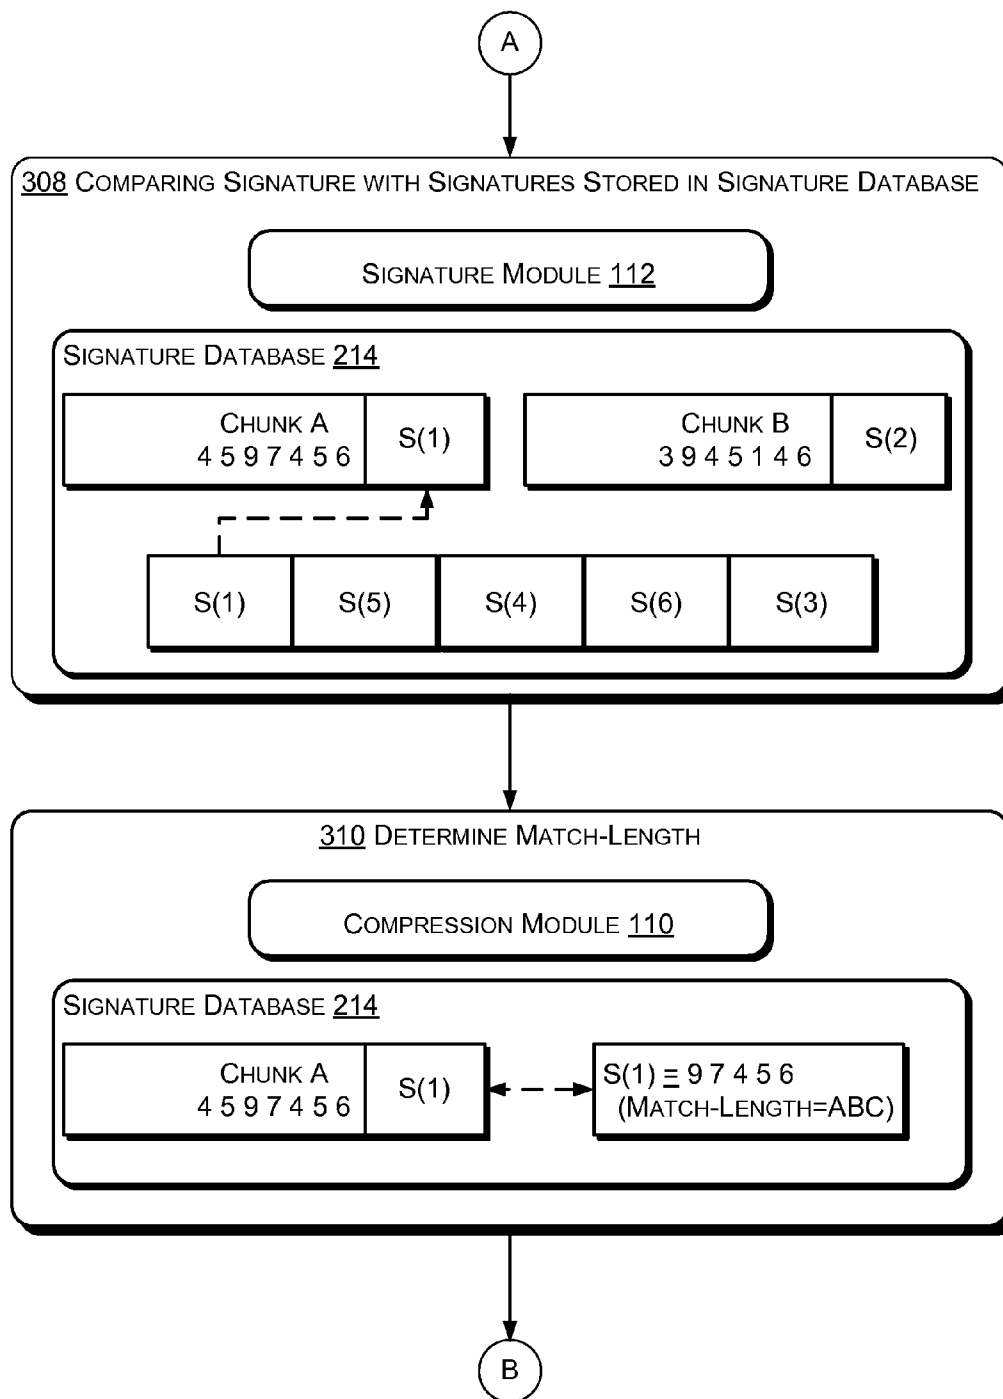 A
308 COMPARING SIGNATURE WITH SIGNATURES STORED IN SIGNATURE DATABASE
SIGNATURE MODULE 112
SIGNATURE DATABASE 214
CHUNK A
4 5 9 7 4 5 6
S(1)
CHUNK B
3 9 4 5 1 4 6
S(2)
S(1) S(5) S(4) S(6) S(3)
310 DETERMINE MATCH-LENGTH
COMPRESSION MODULE 110
SIGNATURE DATABASE 214
CHUNK A
4 5 9 7 4 5 6
S(1)
S(1) = 9 7 4 5 6
(MATCH-LENGTH=ABC)
B